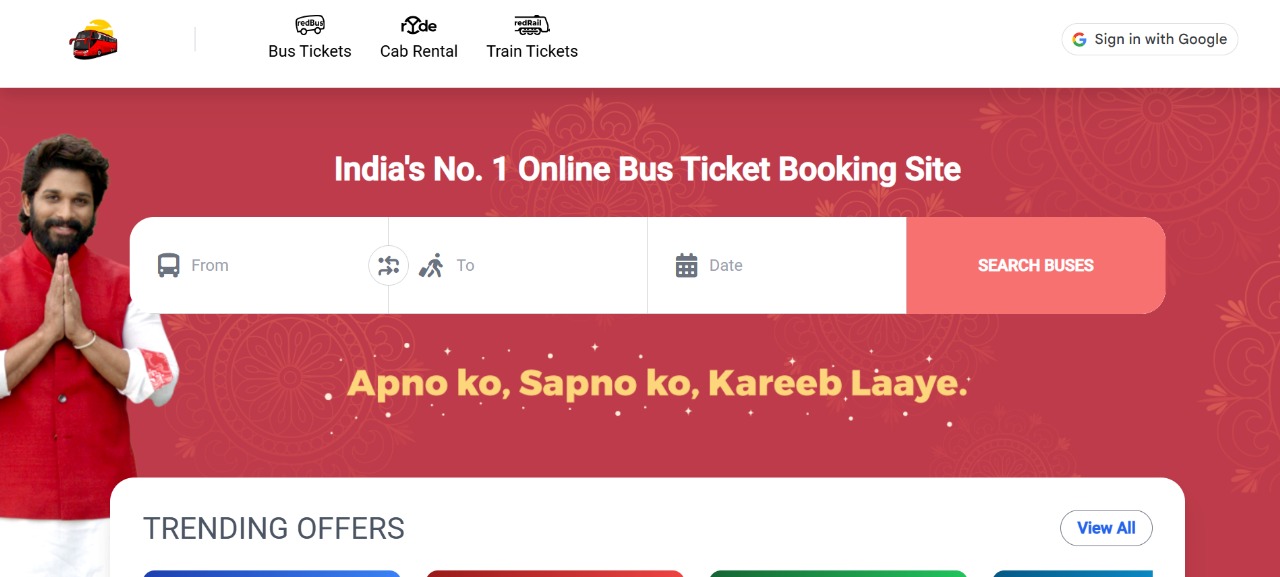 redBus
rYde
redRail
Bus Tickets
Cab Rental
Train Tickets
Sign in with Google
India's No. 1 Online Bus Ticket Booking Site
From
To
Date
SEARCH BUSES
Apno ko, Sapno ko, Kareeb Laaye.
TRENDING OFFERS
View All